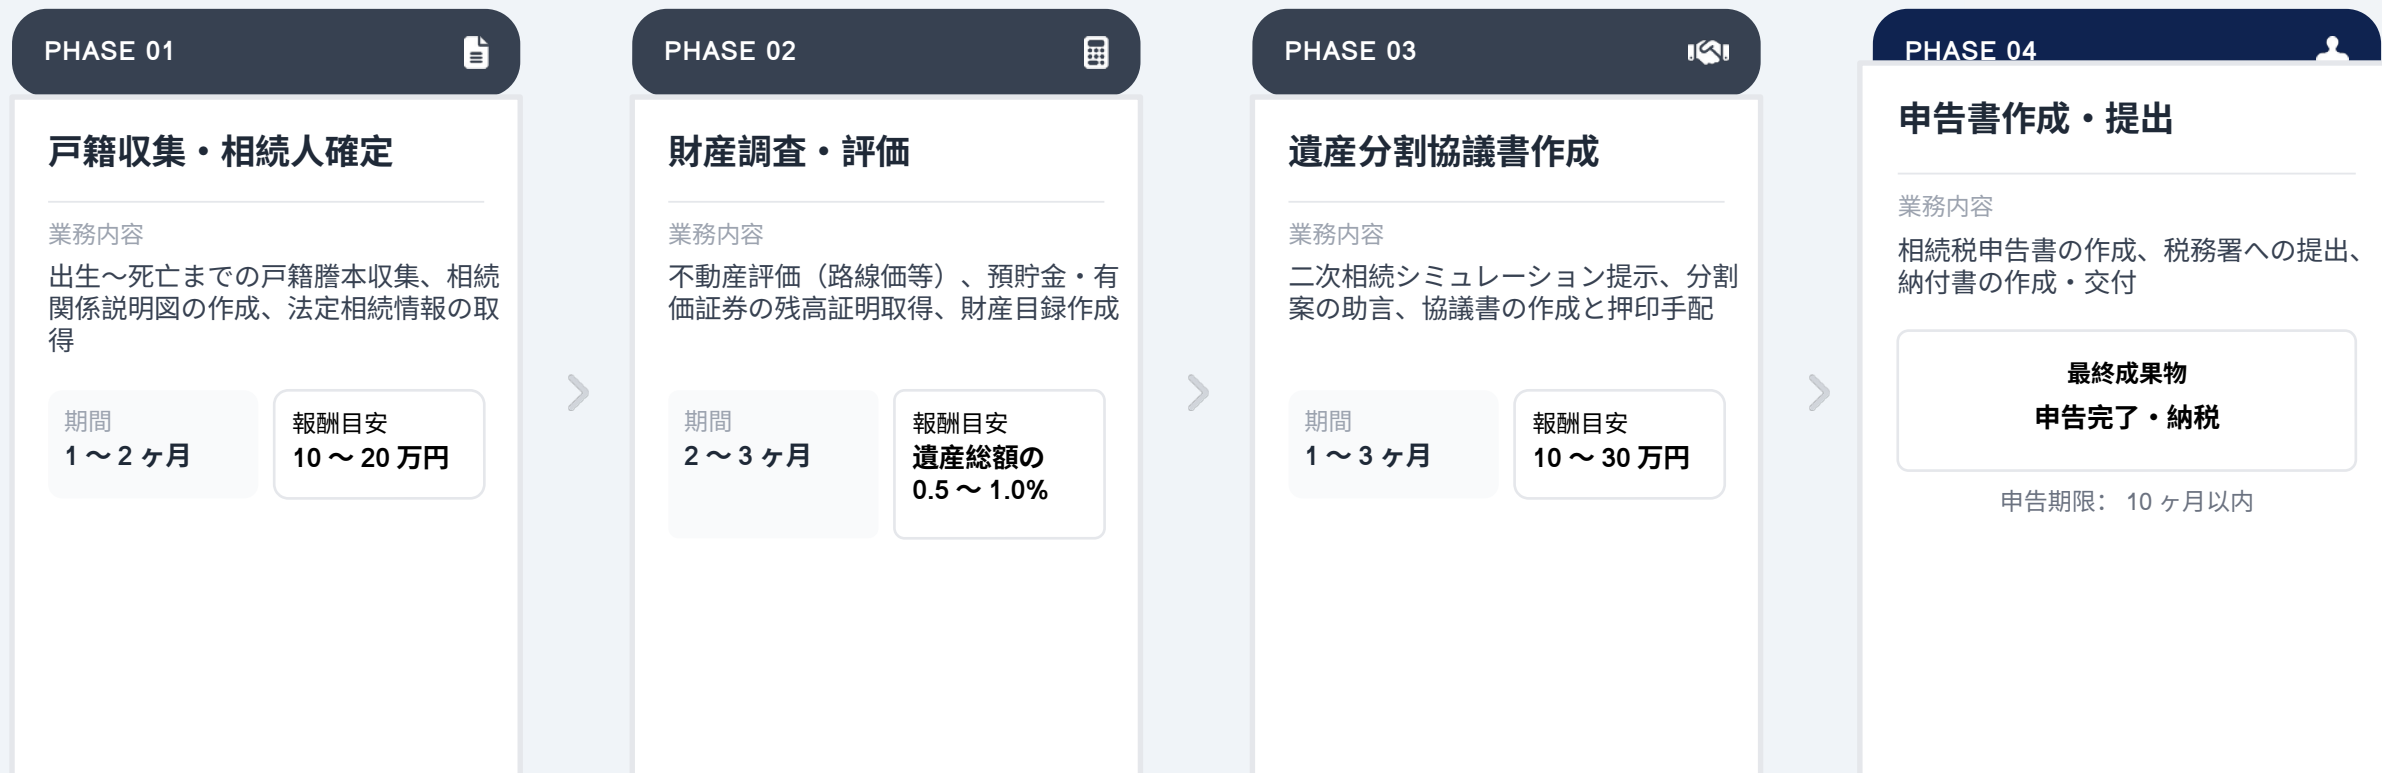 PHASE 01
戸籍収集・相続人確定
業務内容
出生～死亡までの戸籍謄本収集、相続
関係説明図の作成、法定相続情報の取
得
期間
1 ～ 2 ヶ月
報酬目安
10 ～ 20 万円
PHASE 02
財産調査・評価
業務内容
不動産評価（路線価等）、預貯金・有
価証券の残高証明取得、財産目録作成
期間
2 ～ 3 ヶ月
報酬目安
遺産総額の
0.5 ～ 1.0%
PHASE 03
遺産分割協議書作成
業務内容
二次相続シミュレーション提示、分割
案の助言、協議書の作成と押印手配
期間
1 ～ 3 ヶ月
報酬目安
10 ～ 30 万円
PHASE 04
申告書作成・提出
業務内容
相続税申告書の作成、税務署への提出、
納付書の作成・交付
最終成果物
申告完了・納税
申告期限： 10 ヶ月以内